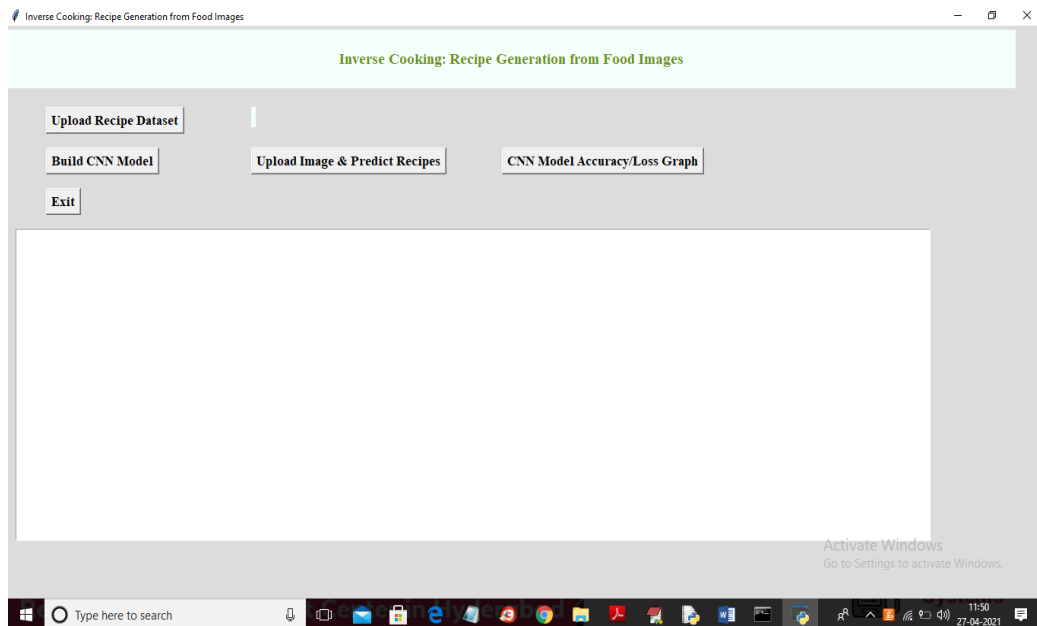 Inverse Cooking: Recipe Generation from Food Images
Inverse Cooking: Recipe Generation from Food Images
Upload Recipe Dataset
Build CNN Model
Upload Image & Predict Recipes
CNN Model Accuracy/Loss Graph
Exit
Activate Windows
Go to Settings to activate Windows.
Type here to search
11:50
27-04-2021